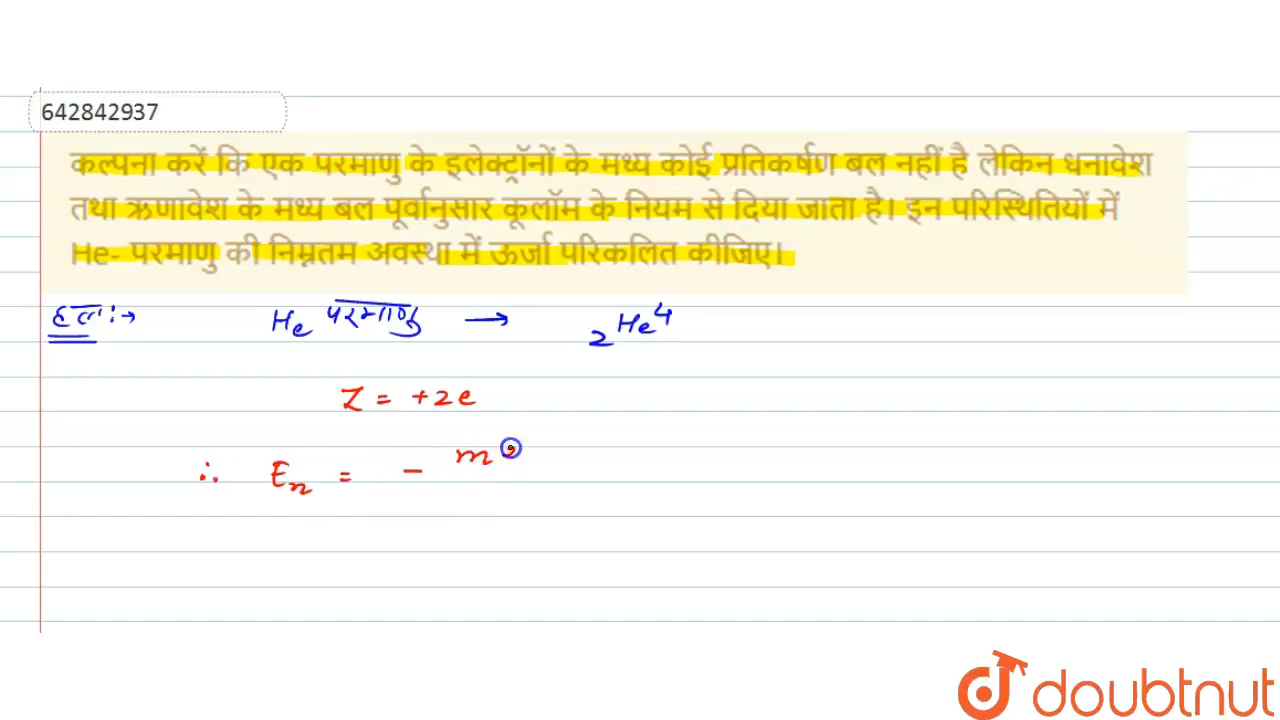 642842937
कल्पना करें कि एक परमाणु के इलेक्ट्रॉनों के मध्य कोई प्रतिकर्षण बल नहीं है लेकिन धनावेश
तथा ऋणावेश के मध्य बल पूर्वानुसार कूलॉम के नियम से दिया जाता है। इन परिस्थितियों में
He- परमाणु की निम्नतम अवस्था में ऊर्जा परिकलित कीजिए।
हल :→ He परमाणु → ₂He⁴
Z = +2e
∴ Eₙ = - m
doubtnut